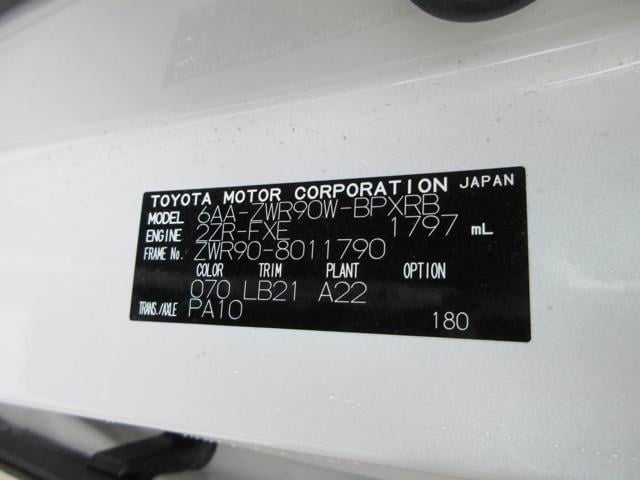 TOYOTA MOTOR CORPORATION JAPAN
MODEL 6AA-ZWR90W-BPXRB
ENGINE 2ZR-FXE 1797 mL
FRAME No. ZWR90-8011790
COLOR TRIM PLANT OPTION
070 LB21 A22
TRANS./AXLE PA10
180